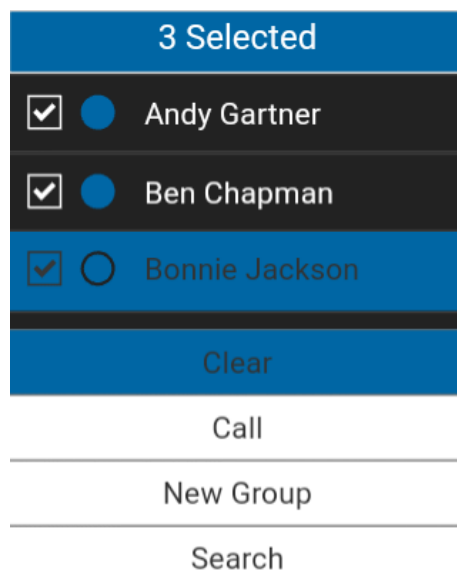 3 Selected
Andy Gartner
Ben Chapman
Bonnie Jackson
Clear
Call
New Group
Search